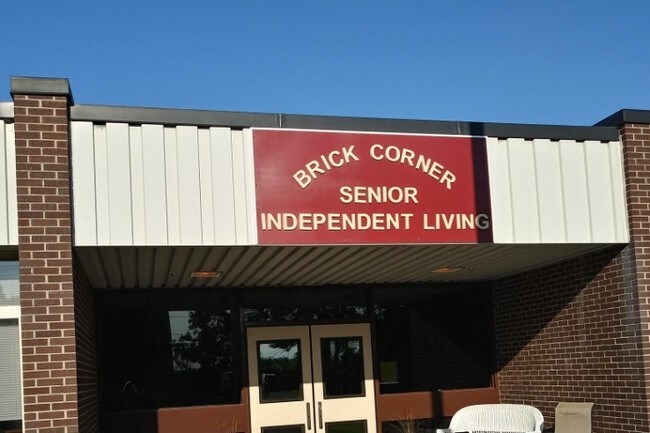 BRICK CORNER
SENIOR
INDEPENDENT LIVING